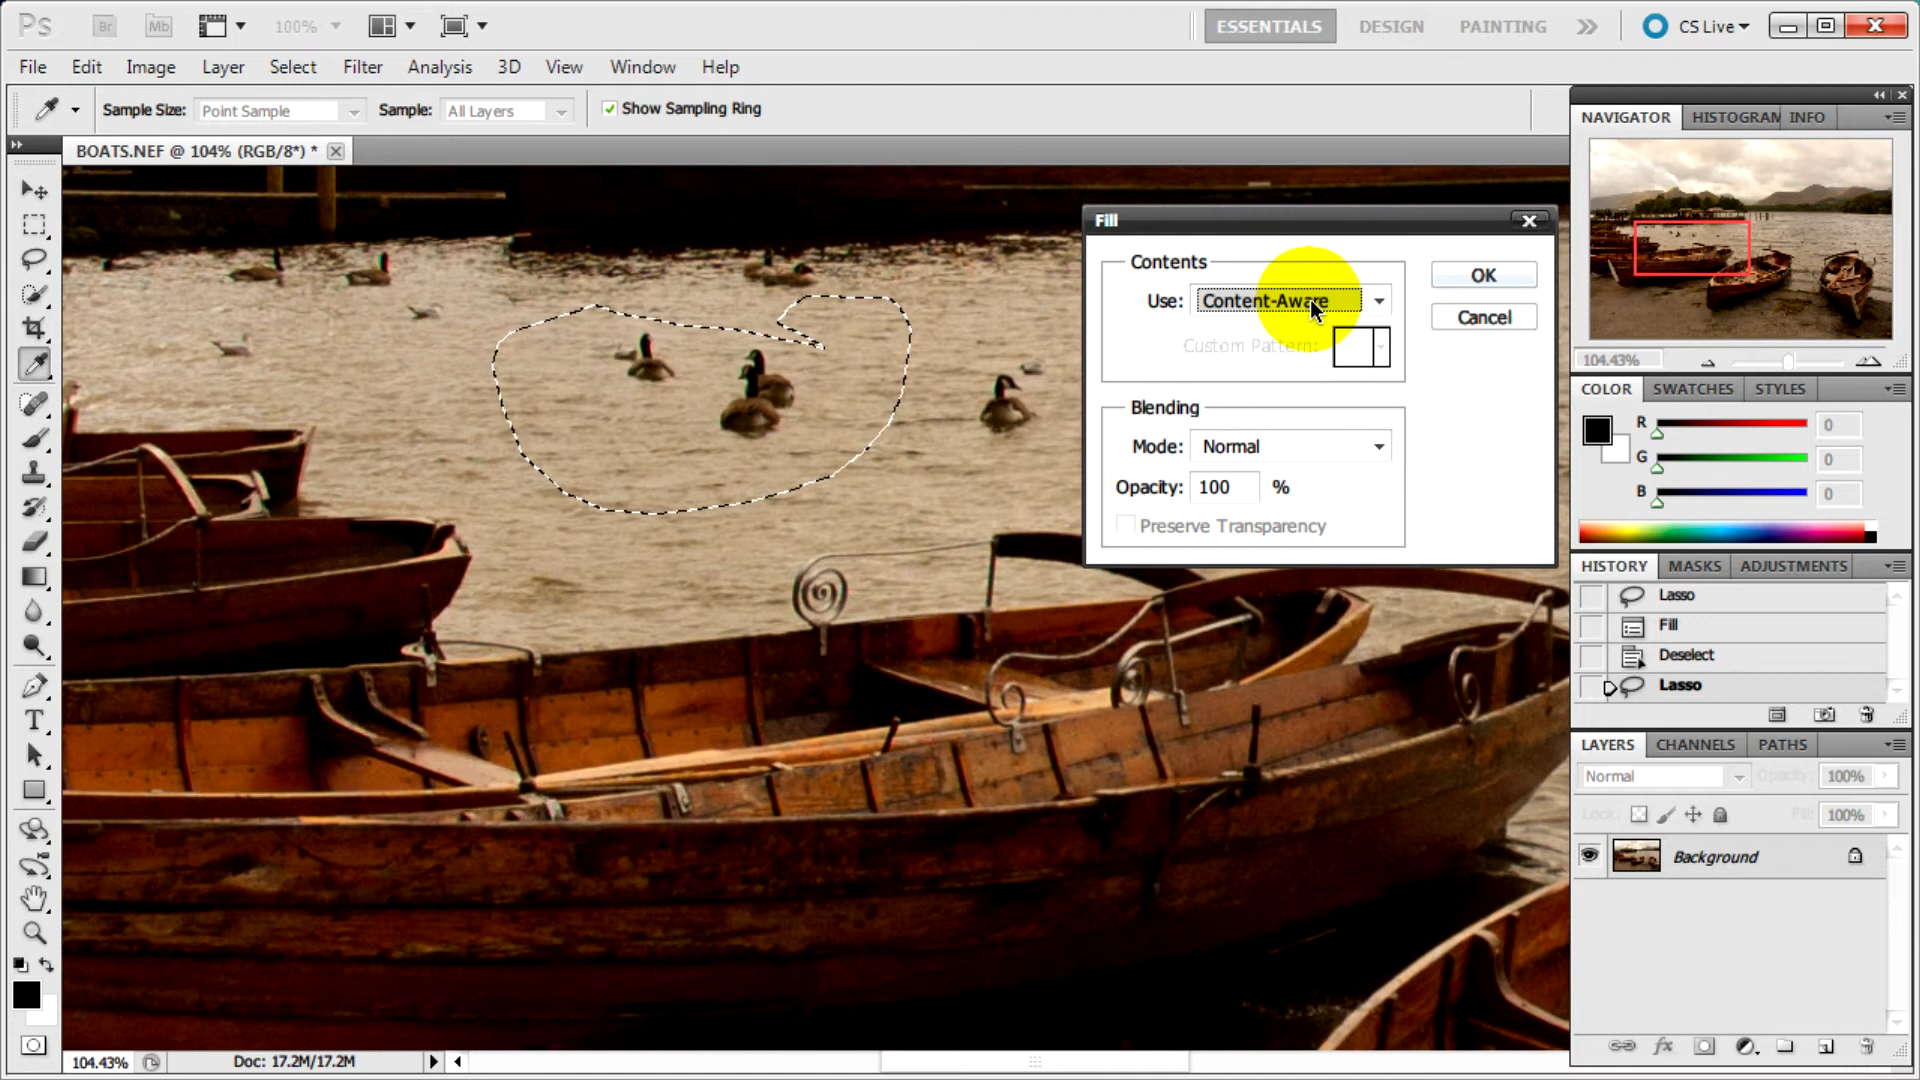 Ps Br Mb 100% ESSENTIALS DESIGN PAINTING CS Live
File Edit Image Layer Select Filter Analysis 3D View Window Help
Sample Size: Point Sample Sample: All Layers Show Sampling Ring
BOATS.NEF @ 104% (RGB/8*) *
NAVIGATOR HISTOGRAM INFO
Fill
Contents
Use: Content-Aware
Custom Pattern:
OK
Cancel
Blending
Mode: Normal
Opacity: 100 %
Preserve Transparency
104.43%
COLOR SWATCHES STYLES
R 0
G 0
B 0
HISTORY MASKS ADJUSTMENTS
Lasso
Fill
Deselect
Lasso
LAYERS CHANNELS PATHS
Normal Opacity: 100%
Lock: Fill: 100%
Background
fx
T
104.43% Doc: 17.2M/17.2M